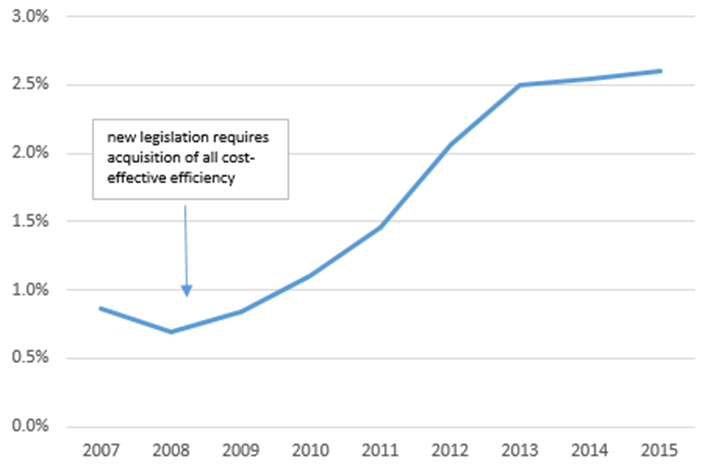 3.0%
2.5%
new legislation requires
acquisition of all cost-
effective efficiency
2.0%
1.5%
1.0%
0.5%
0.0%
2007 2008 2009 2010 2011 2012 2013 2014 2015